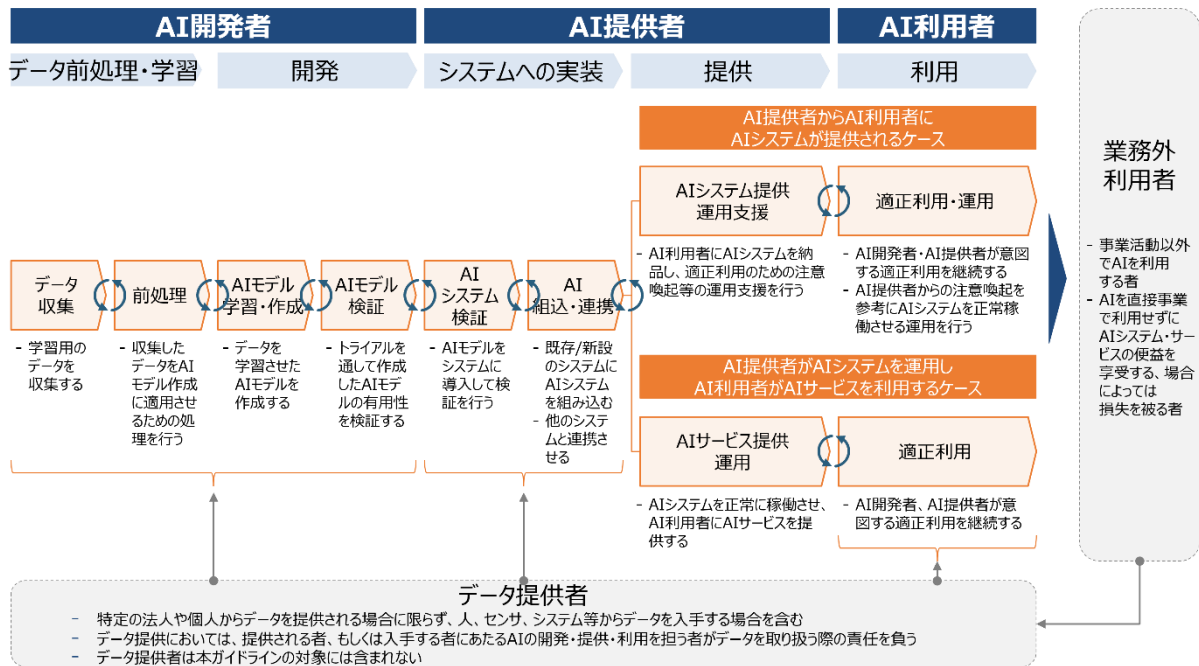 AI開発者
AI提供者
AI利用者
データ前処理・学習
開発
システムへの実装
提供
利用
AI提供者からAI利用者に
AIシステムが提供されるケース
AIシステム提供
運用支援
適正利用・運用
- AI利用者にAIシステムを納
品し、適正利用のための注意
喚起等の運用支援を行う
- AI開発者・AI提供者が意図
する適正利用を継続する
- AI提供者からの注意喚起を
参考にAIシステムを正常稼
働させる運用を行う
データ
収集
前処理
AIモデル
学習・作成
AIモデル
検証
AI
システム
検証
AI
組込・連携
- 学習用の
データを
収集する
- 収集した
データをAI
モデル作成
に適用させ
るための処
理を行う
- データを
学習させた
AIモデルを
作成する
- トライアルを
通して作成
したAIモデ
ルの有用性
を検証する
- AIモデルを
システムに
導入して検
証を行う
- 既存/新設
のシステムに
AIシステム
を組み込む
- 他のシステ
ムと連携さ
せる
AI提供者がAIシステムを運用し
AI利用者がAIサービスを利用するケース
AIサービス提供
運用
適正利用
- AIシステムを正常に稼働させ、
AI利用者にAIサービスを提
供する
- AI開発者、AI提供者が意
図する適正利用を継続する
業務外
利用者
- 事業活動以外
でAIを利用
する者
- AIを直接事業
で利用せずに
AIシステム・サー
ビスの便益を
享受する、場合
によっては
損失を被る者
データ提供者
- 特定の法人や個人からデータを提供される場合に限らず、人、センサ、システム等からデータを入手する場合を含む
- データ提供においては、提供される者、もしくは入手する者にあたるAIの開発・提供・利用を担う者がデータを取り扱う際の責任を負う
- データ提供者は本ガイドラインの対象には含まれない